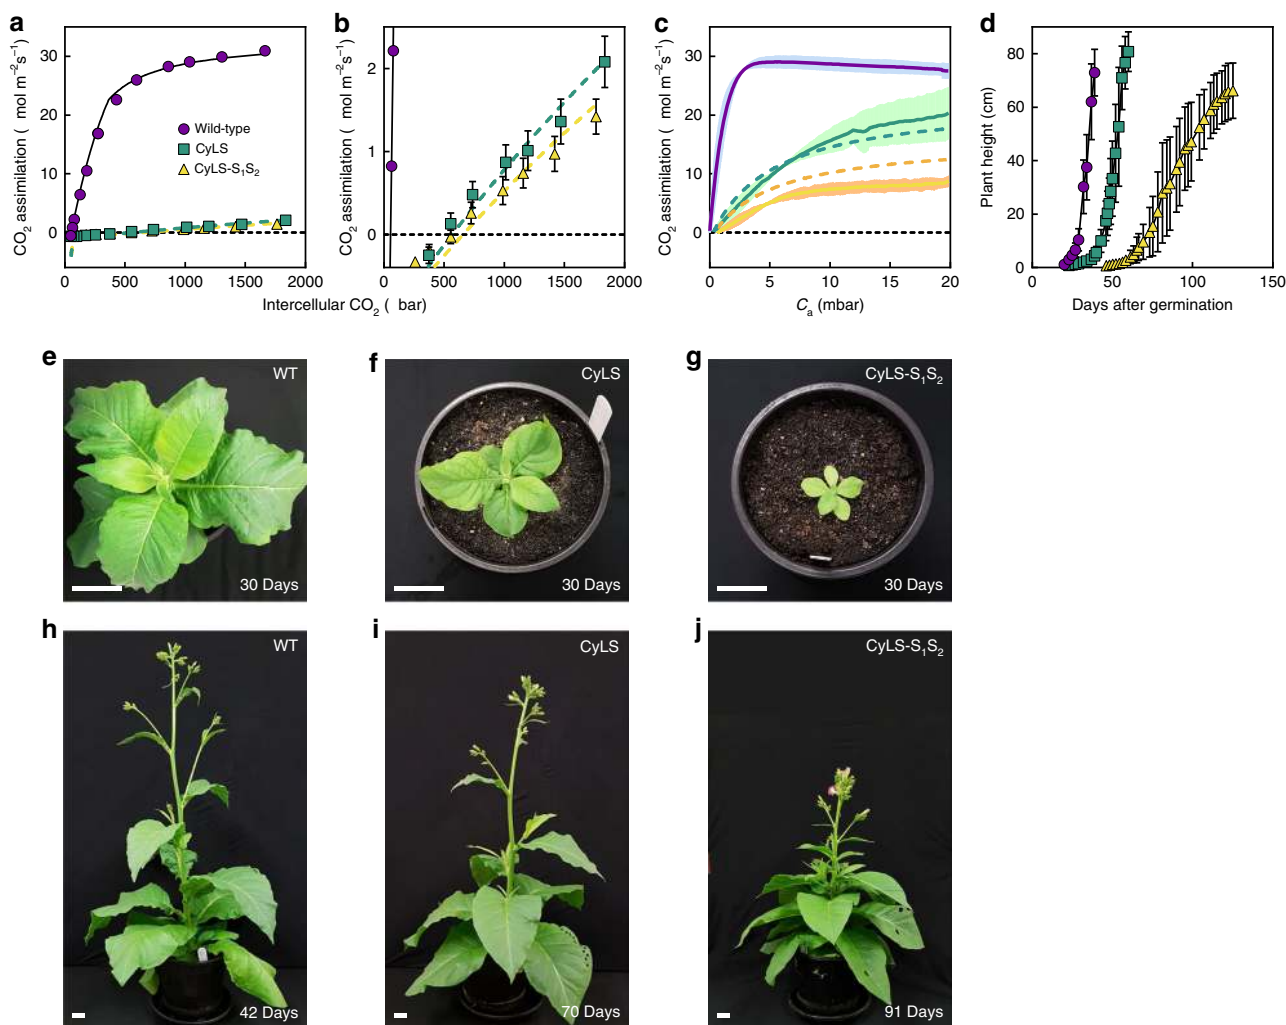 a
CO2 assimilation ( mol m−2s−1)
30
20
10
0
0
500
1000
1500
2000
Wild-type
CyLS
CyLS-S1S2
b
CO2 assimilation ( mol m−2s−1)
2
1
0
0
500
1000
1500
2000
Intercellular CO2 ( bar)
c
CO2 assimilation ( mol m−2s−1)
30
20
10
0
0
5
10
15
20
Ca (mbar)
d
Plant height (cm)
80
60
40
20
0
0
50
100
150
Days after germination
e
WT
30 Days
f
CyLS
30 Days
g
CyLS-S1S2
30 Days
h
WT
42 Days
i
CyLS
70 Days
j
CyLS-S1S2
91 Days